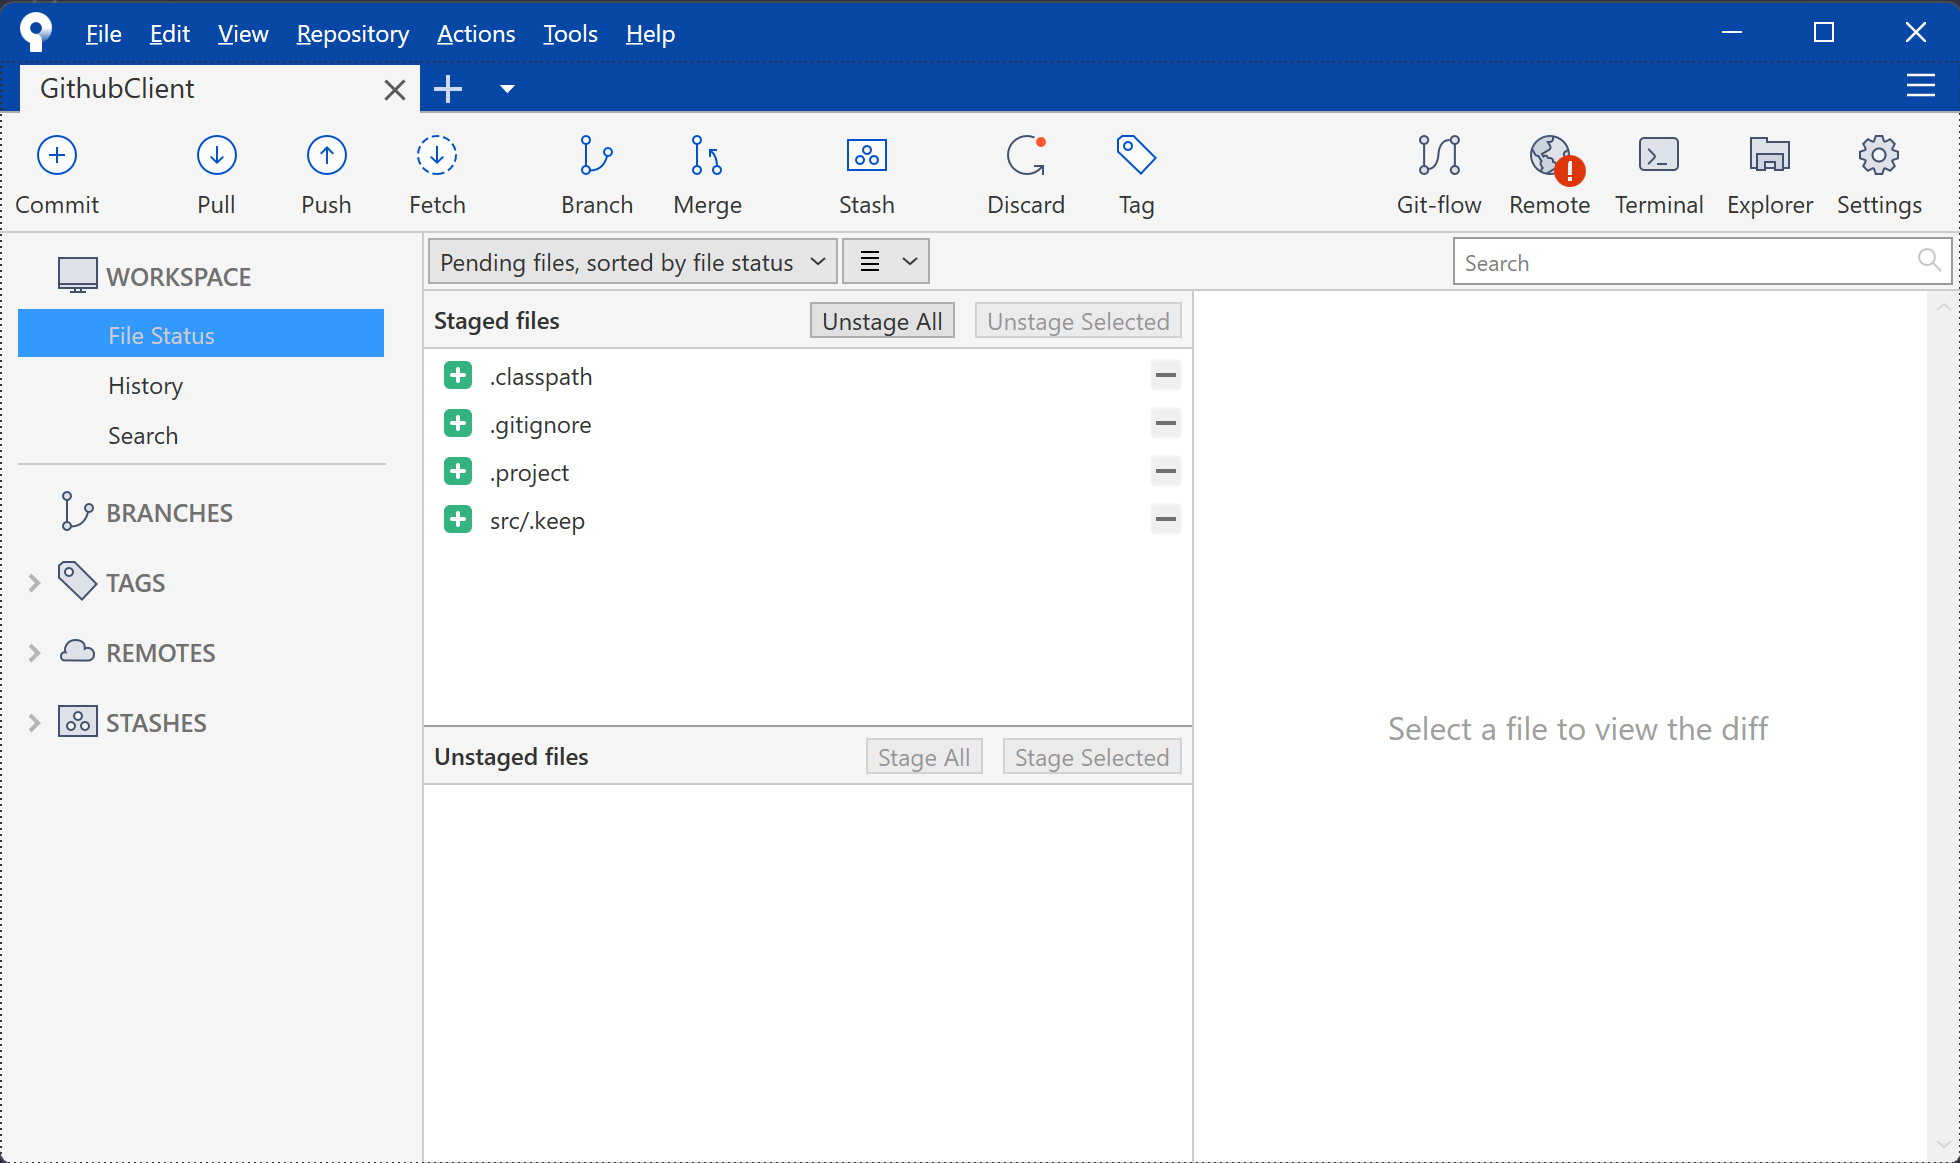 File Edit View Repository Actions Tools Help
GithubClient
Commit Pull Push Fetch Branch Merge Stash Discard Tag Git-flow Remote Terminal Explorer Settings
WORKSPACE
File Status
History
Search
BRANCHES
TAGS
REMOTES
STASHES
Pending files, sorted by file status
Search
Staged files Unstage All Unstage Selected
.classpath
.gitignore
.project
src/.keep
Unstaged files Stage All Stage Selected
Select a file to view the diff